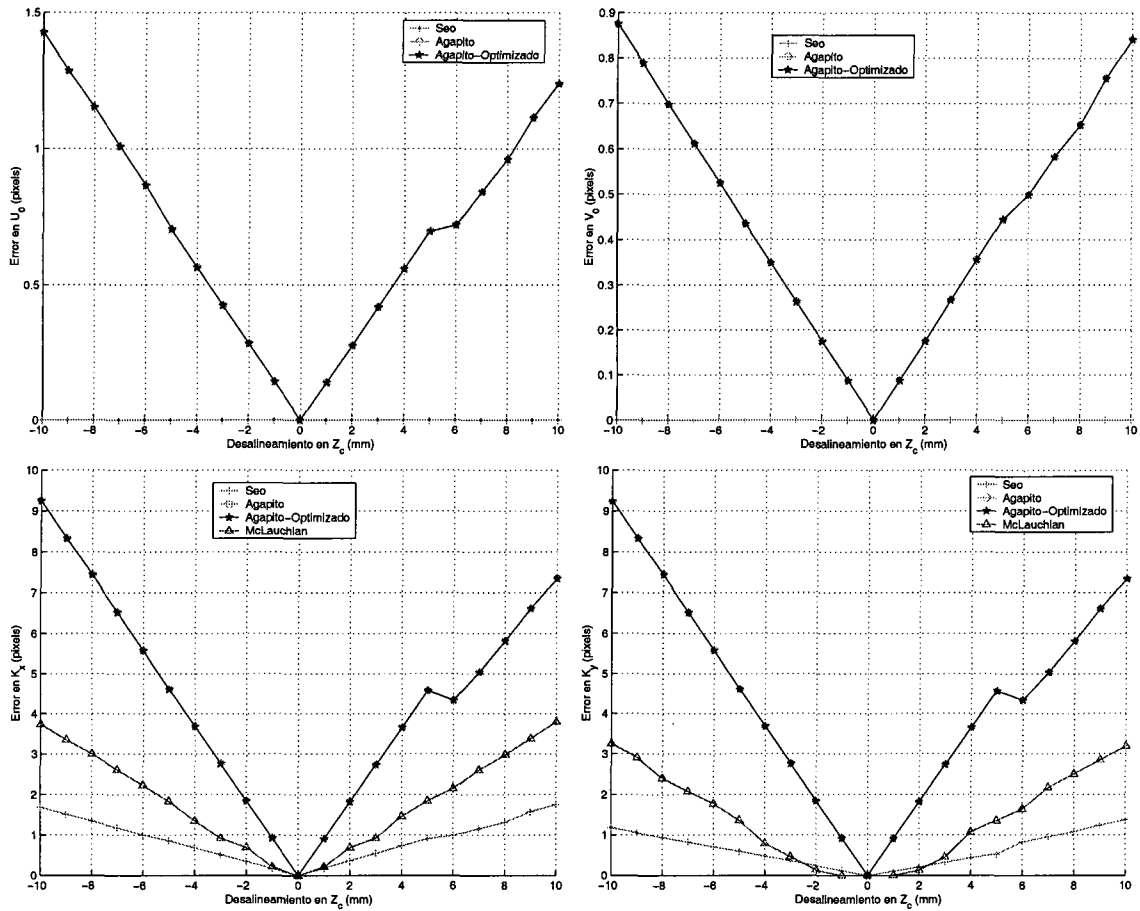 1.5
1
0.5
0
Error en U0 (pixels)
Seo
Agapito
Agapito-Optimizado
-10 -8 -6 -4 -2 0 2 4 6 8 10
Desalineamiento en Zc (mm)
0.9
0.8
0.7
0.6
0.5
0.4
0.3
0.2
0.1
0
Error en V0 (pixels)
Seo
Agapito
Agapito-Optimizado
-10 -8 -6 -4 -2 0 2 4 6 8 10
Desalineamiento en Zc (mm)
10
9
8
7
6
5
4
3
2
1
0
Error en Kx (pixels)
Seo
Agapito
Agapito-Optimizado
McLauchlan
-10 -8 -6 -4 -2 0 2 4 6 8 10
Desalineamiento en Zc (mm)
10
9
8
7
6
5
4
3
2
1
0
Error en Ky (pixels)
Seo
Agapito
Agapito-Optimizado
McLauchlan
-10 -8 -6 -4 -2 0 2 4 6 8 10
Desalineamiento en Zc (mm)